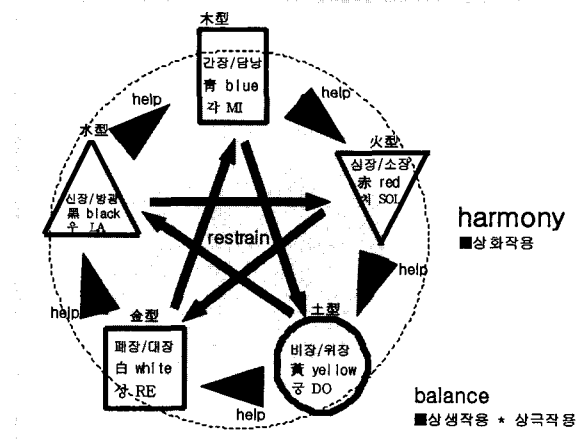 木型
간장/담낭
靑 blue
각 MI
help
help
水型
신장/방광
黑 black
우 LA
火型
심장/소장
赤 red
치 SOL
restrain
harmony
■상화작용
help
help
金型
폐장/대장
白 white
상 RE
土型
비장/위장
黃 yellow
궁 DO
help
balance
■상생작용 * 상극작용